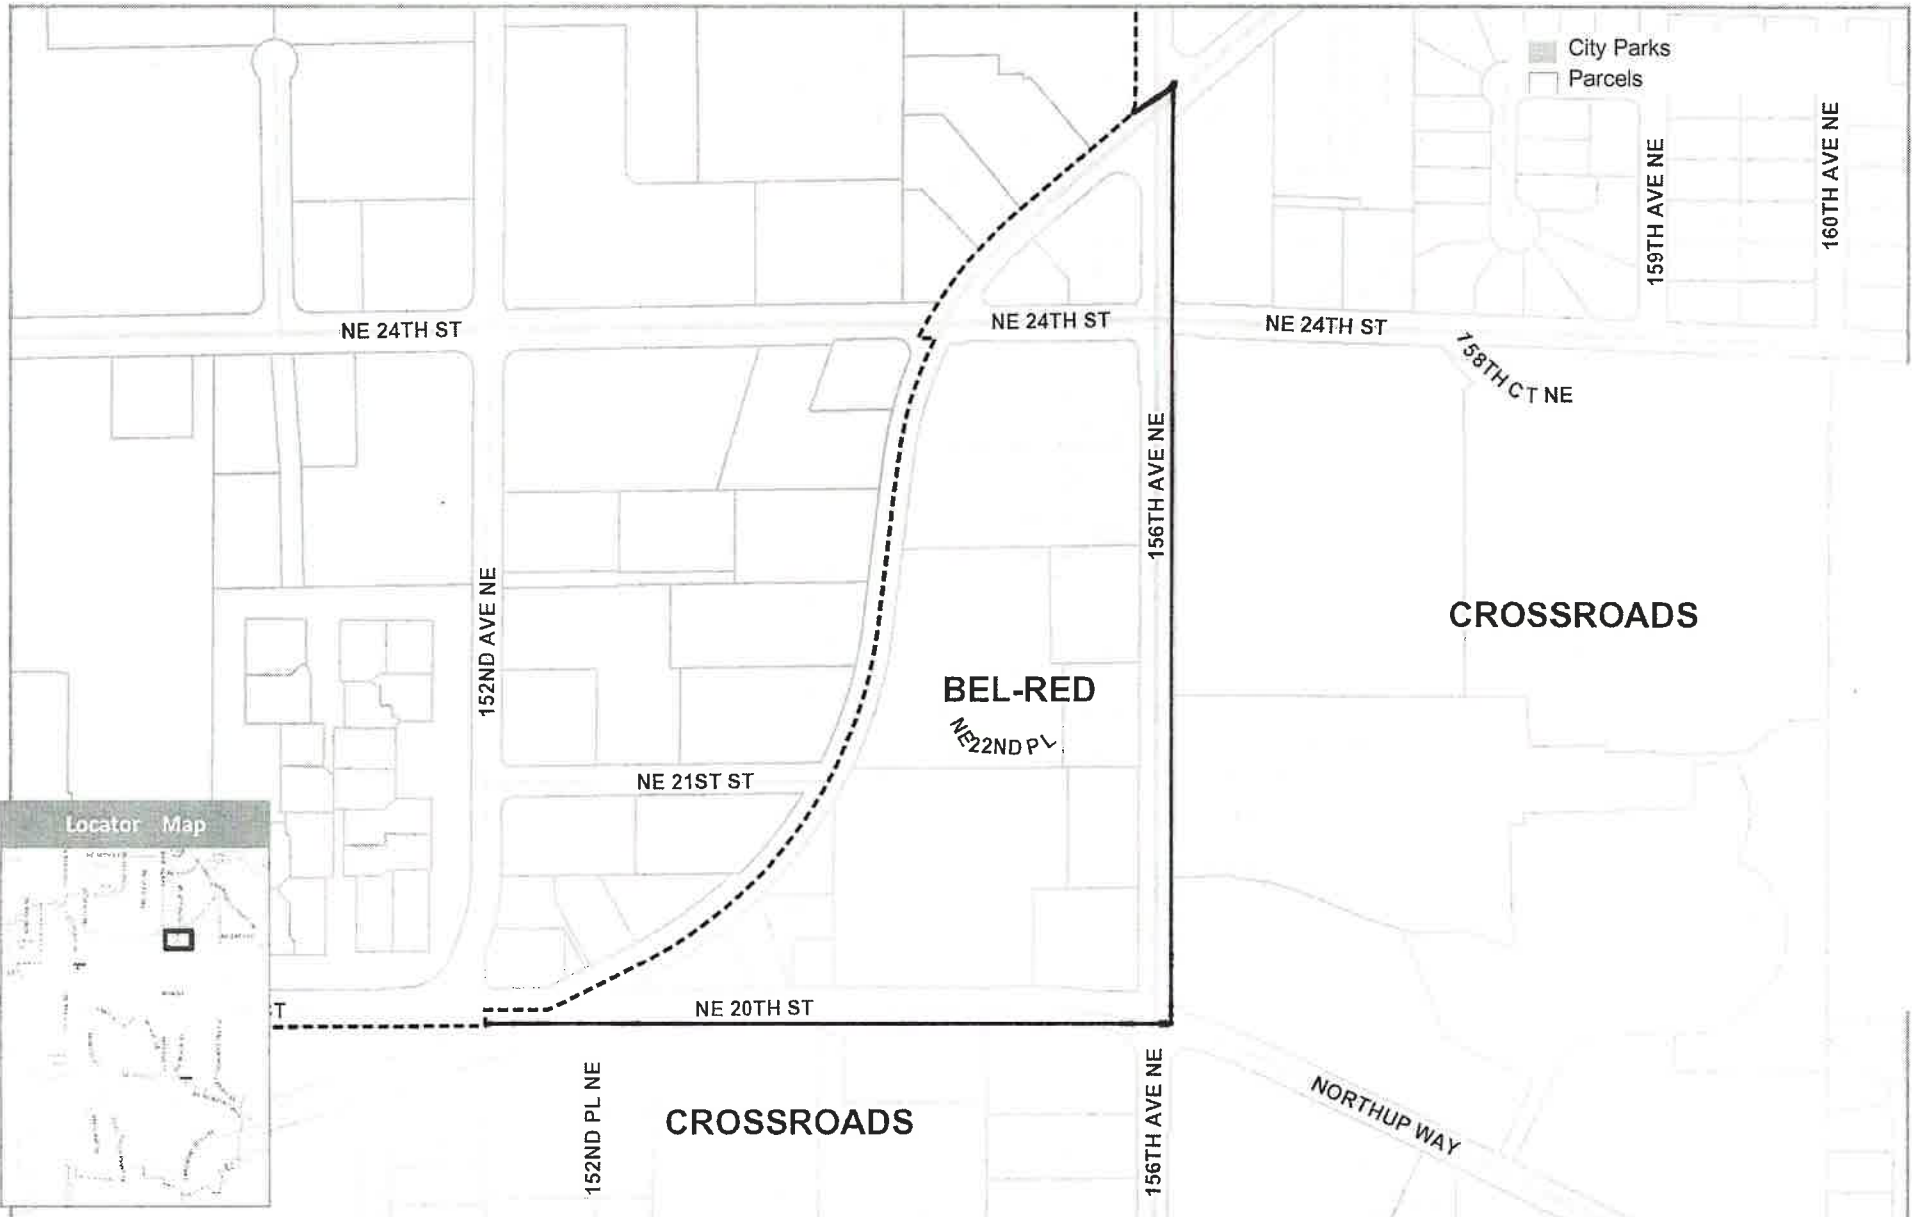 City Parks
Parcels
159TH AVE NE
160TH AVE NE
NE 24TH ST
NE 24TH ST
NE 24TH ST
158TH CT NE
156TH AVE NE
152ND AVE NE
CROSSROADS
BEL-RED
NE 22ND PL
NE 21ST ST
Locator Map
T
NE 20TH ST
152ND PL NE
CROSSROADS
156TH AVE NE
NORTHUP WAY